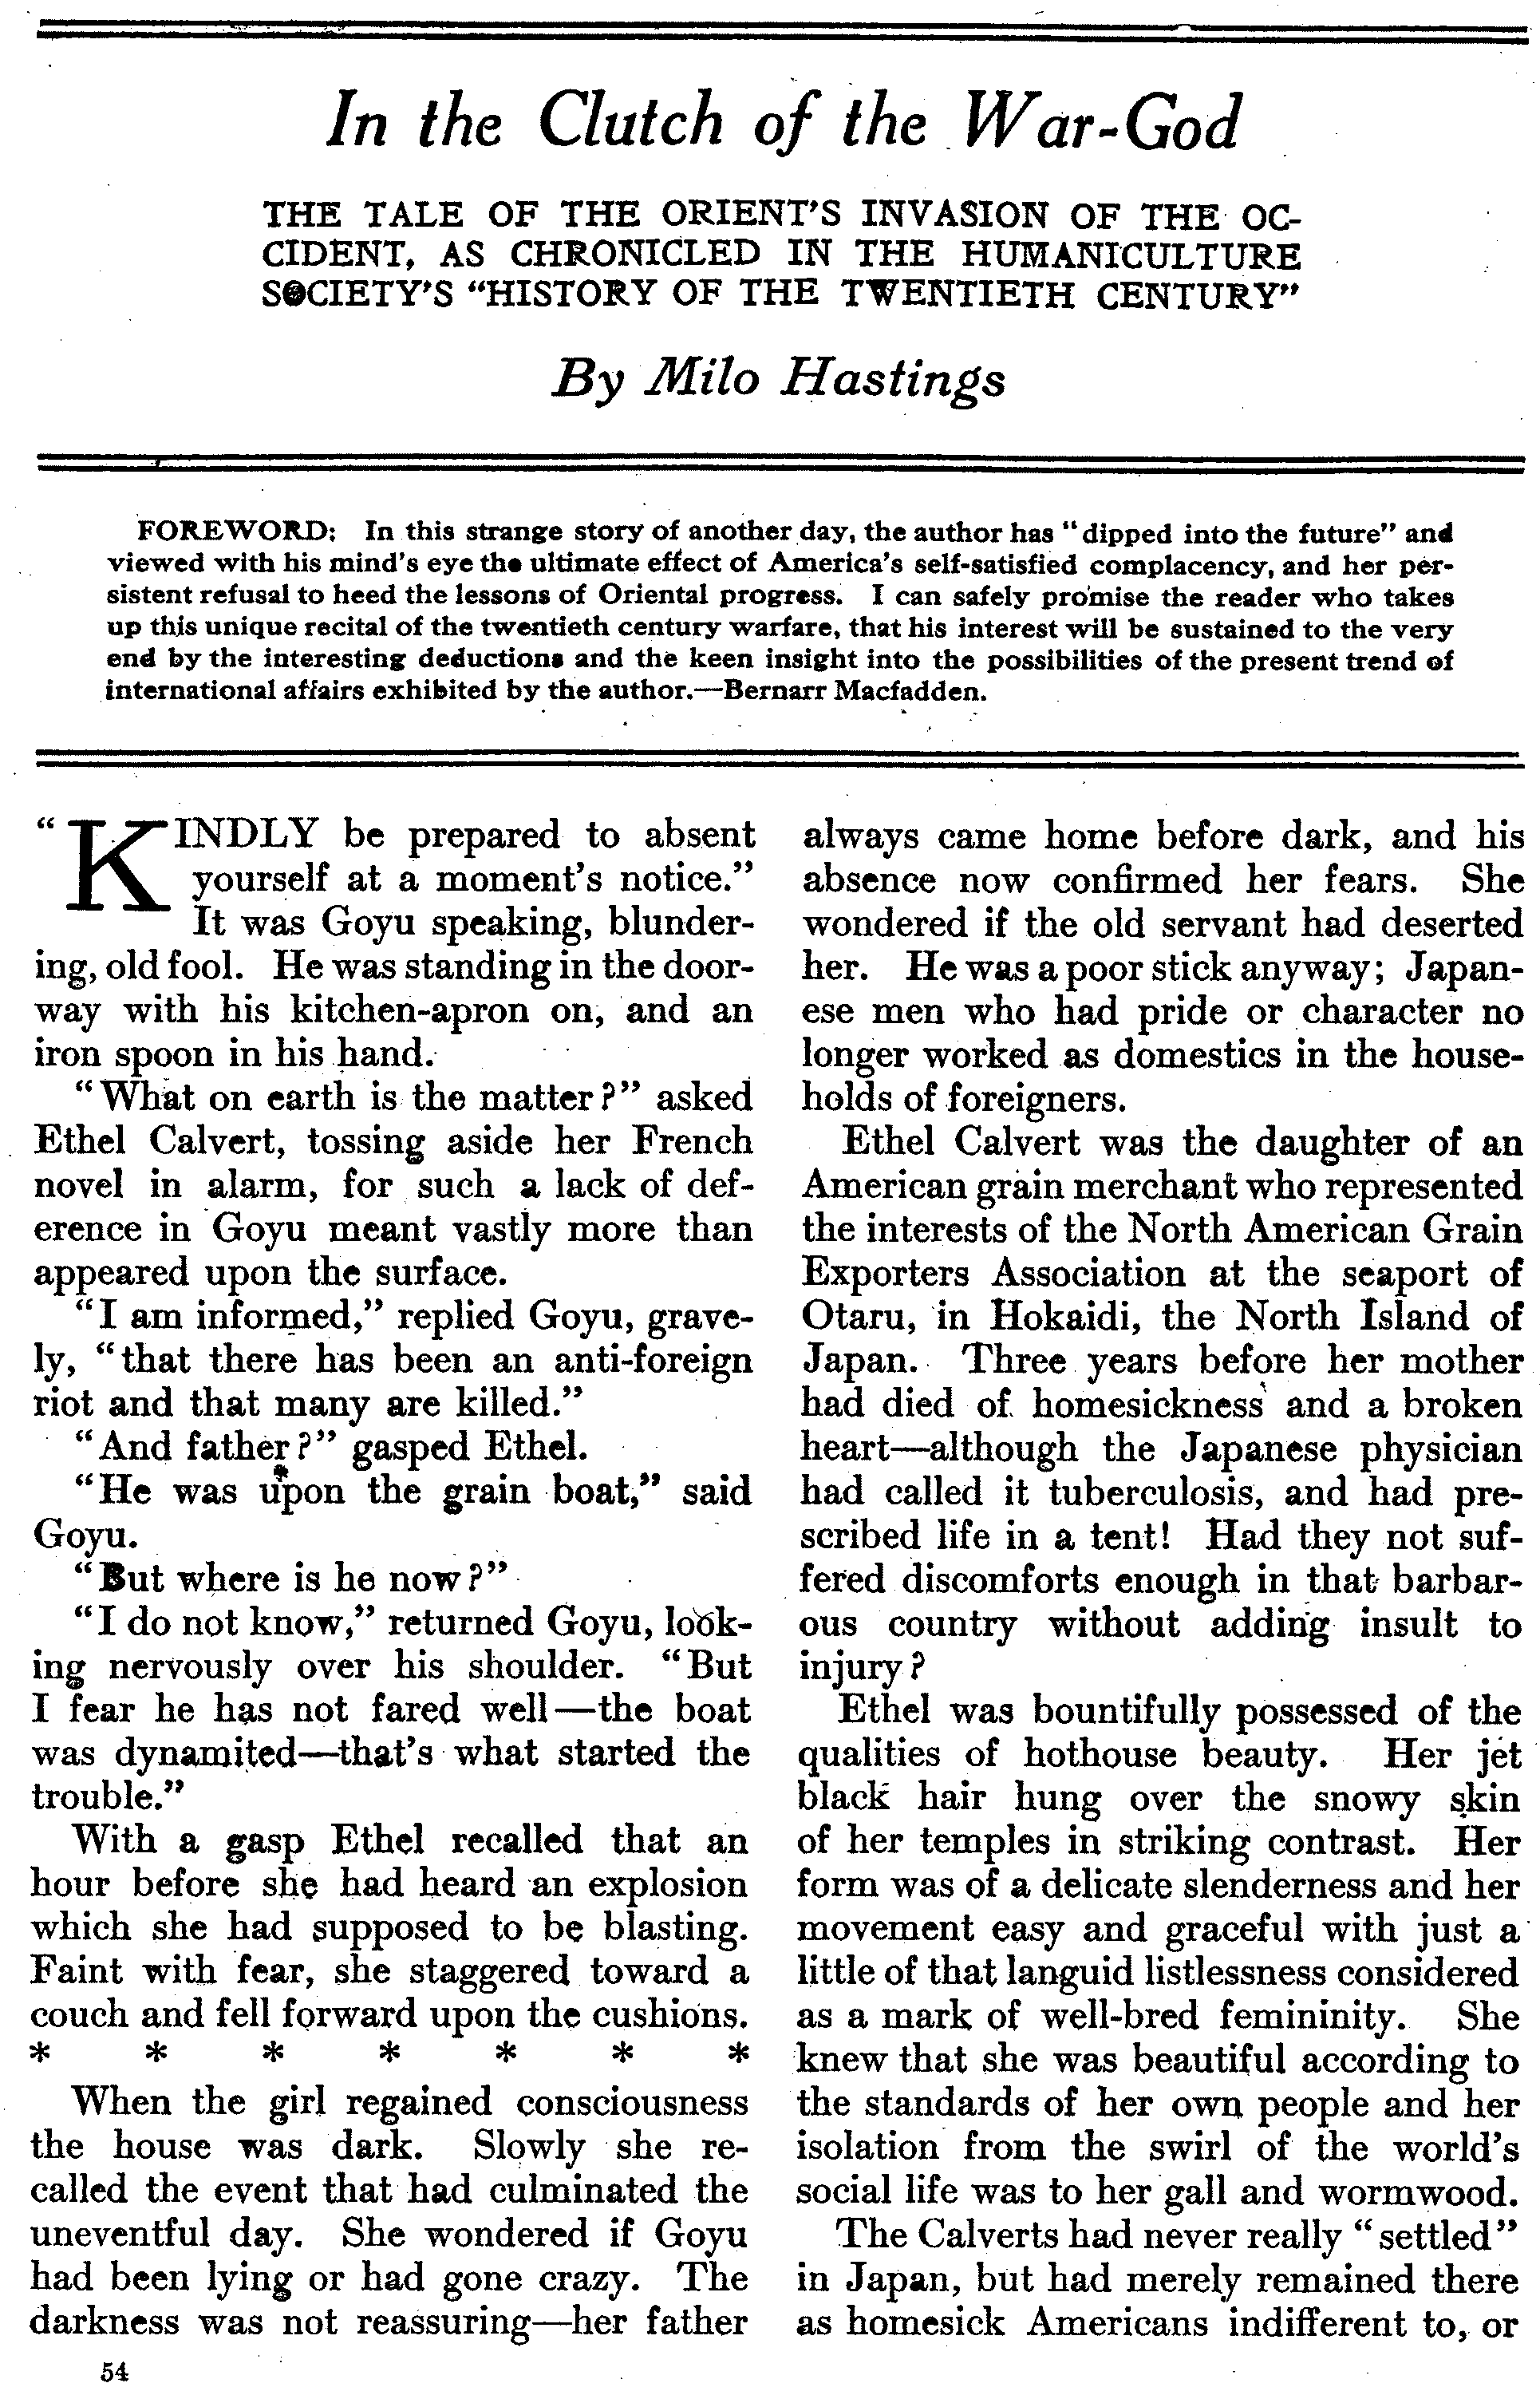 In the Clutch of the War-God
THE TALE OF THE ORIENT'S INVASION OF THE OC-
CIDENT, AS CHRONICLED IN THE HUMANICULTURE
SOCIETY'S "HISTORY OF THE TWENTIETH CENTURY"
By Milo Hastings
FOREWORD: In this strange story of another day, the author has "dipped into the future" and
viewed with his mind's eye the ultimate effect of America's self-satisfied complacency, and her per-
sistent refusal to heed the lessons of Oriental progress. I can safely promise the reader who takes
up this unique recital of the twentieth century warfare, that his interest will be sustained to the very
end by the interesting deductions and the keen insight into the possibilities of the present trend of
international affairs exhibited by the author.—Bernarr Macfadden.
"KINDLY be prepared to absent
yourself at a moment's notice."
It was Goyu speaking, blunder-
ing, old fool. He was standing in the door-
way with his kitchen-apron on, and an
iron spoon in his hand.
"What on earth is the matter?" asked
Ethel Calvert, tossing aside her French
novel in alarm, for such a lack of def-
erence in Goyu meant vastly more than
appeared upon the surface.
"I am informed," replied Goyu, grave-
ly, "that there has been an anti-foreign
riot and that many are killed."
"And father?" gasped Ethel.
"He was upon the grain boat," said
Goyu.
"But where is he now?"
"I do not know," returned Goyu, look-
ing nervously over his shoulder. "But
I fear he has not fared well—the boat
was dynamited—that's what started the
trouble."
With a gasp Ethel recalled that an
hour before she had heard an explosion
which she had supposed to be blasting.
Faint with fear, she staggered toward a
couch and fell forward upon the cushions.
* * * * * * *
When the girl regained consciousness
the house was dark. Slowly she re-
called the event that had culminated the
uneventful day. She wondered if Goyu
had been lying or had gone crazy. The
darkness was not reassuring—her father
always came home before dark, and his
absence now confirmed her fears. She
wondered if the old servant had deserted
her. He was a poor stick anyway; Japan-
ese men who had pride or character no
longer worked as domestics in the house-
holds of foreigners.
Ethel Calvert was the daughter of an
American grain merchant who represented
the interests of the North American Grain
Exporters Association at the seaport of
Otaru, in Hokaidi, the North Island of
Japan. Three years before her mother
had died of homesickness and a broken
heart—although the Japanese physician
had called it tuberculosis, and had pre-
scribed life in a tent! Had they not suf-
fered discomforts enough in that barbar-
ous country without adding insult to
injury?
Ethel was bountifully possessed of the
qualities of hothouse beauty. Her jet
black hair hung over the snowy skin
of her temples in striking contrast. Her
form was of a delicate slenderness and her
movement easy and graceful with just a
little of that languid listlessness considered
as a mark of well-bred femininity. She
knew that she was beautiful according to
the standards of her own people and her
isolation from the swirl of the world's
social life was to her gall and wormwood.
The Calverts had never really "settled"
in Japan, but had merely remained there
as homesick Americans indifferent to, or
54